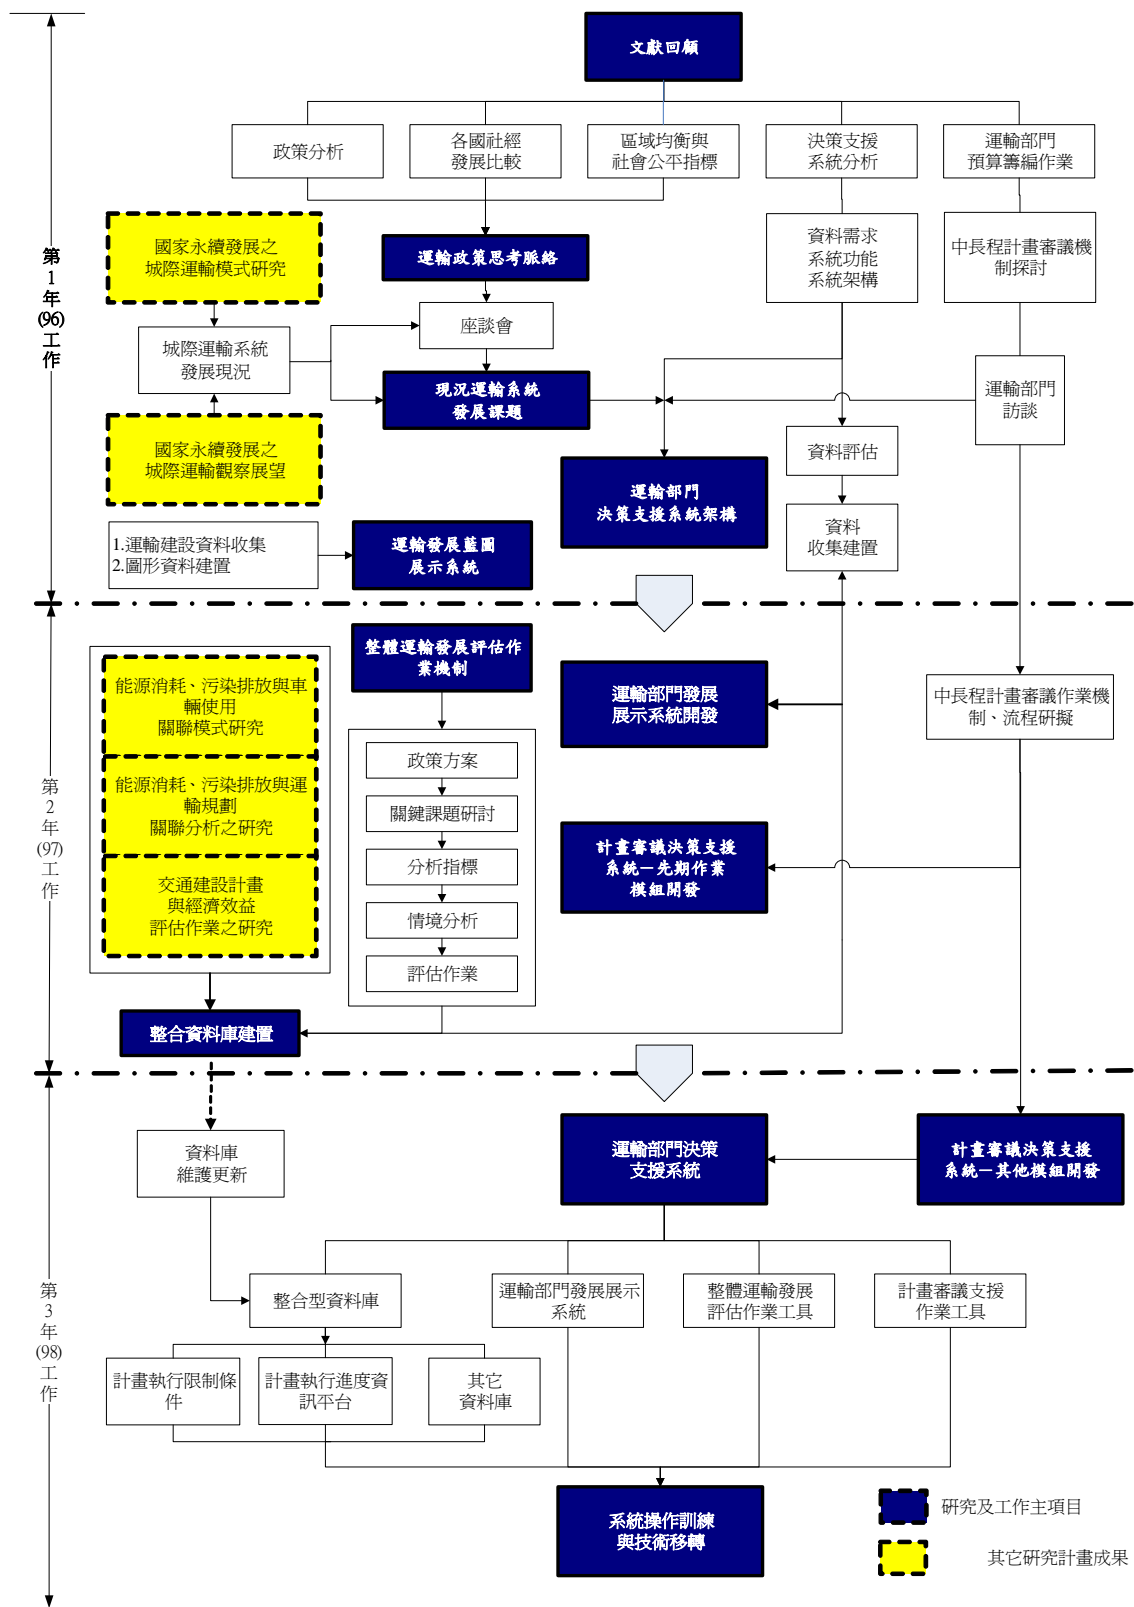 文獻回顧
政策分析
各國社經
發展比較
區域均衡與
社會公平指標
決策支援
系統分析
運輸部門
預算籌編作業
第
1
年
(96)
工
作
國家永續發展之
城際運輸模式研究
運輸政策思考脈絡
資料需求
系統功能
系統架構
中長程計畫審議機
制探討
座談會
城際運輸系統
發展現況
現況運輸系統
發展課題
運輸部門
訪談
國家永續發展之
城際運輸觀察展望
資料評估
運輸部門
決策支援系統架構
資料
收集建置
1.運輸建設資料收集
2.圖形資料建置
運輸發展藍圖
展示系統
第
2
年
(97)
工
作
整體運輸發展評估作
業機制
能源消耗、污染排放與車
輛使用
關聯模式研究
運輸部門發展
展示系統開發
中長程計畫審議作業機
制、流程研擬
政策方案
能源消耗、污染排放與運
輸規劃
關聯分析之研究
關鍵課題研討
計畫審議決策支援
系統－先期作業
模組開發
分析指標
交通建設計畫
與經濟效益
評估作業之研究
情境分析
評估作業
整合資料庫建置
第
3
年
(98)
工
作
資料庫
維護更新
運輸部門決策
支援系統
計畫審議決策支援
系統－其他模組開發
整合型資料庫
運輸部門發展展示
系統
整體運輸發展
評估作業工具
計畫審議支援
作業工具
計畫執行限制條
件
計畫執行進度資
訊平台
其它
資料庫
系統操作訓練
與技術移轉
研究及工作主項目
其它研究計畫成果